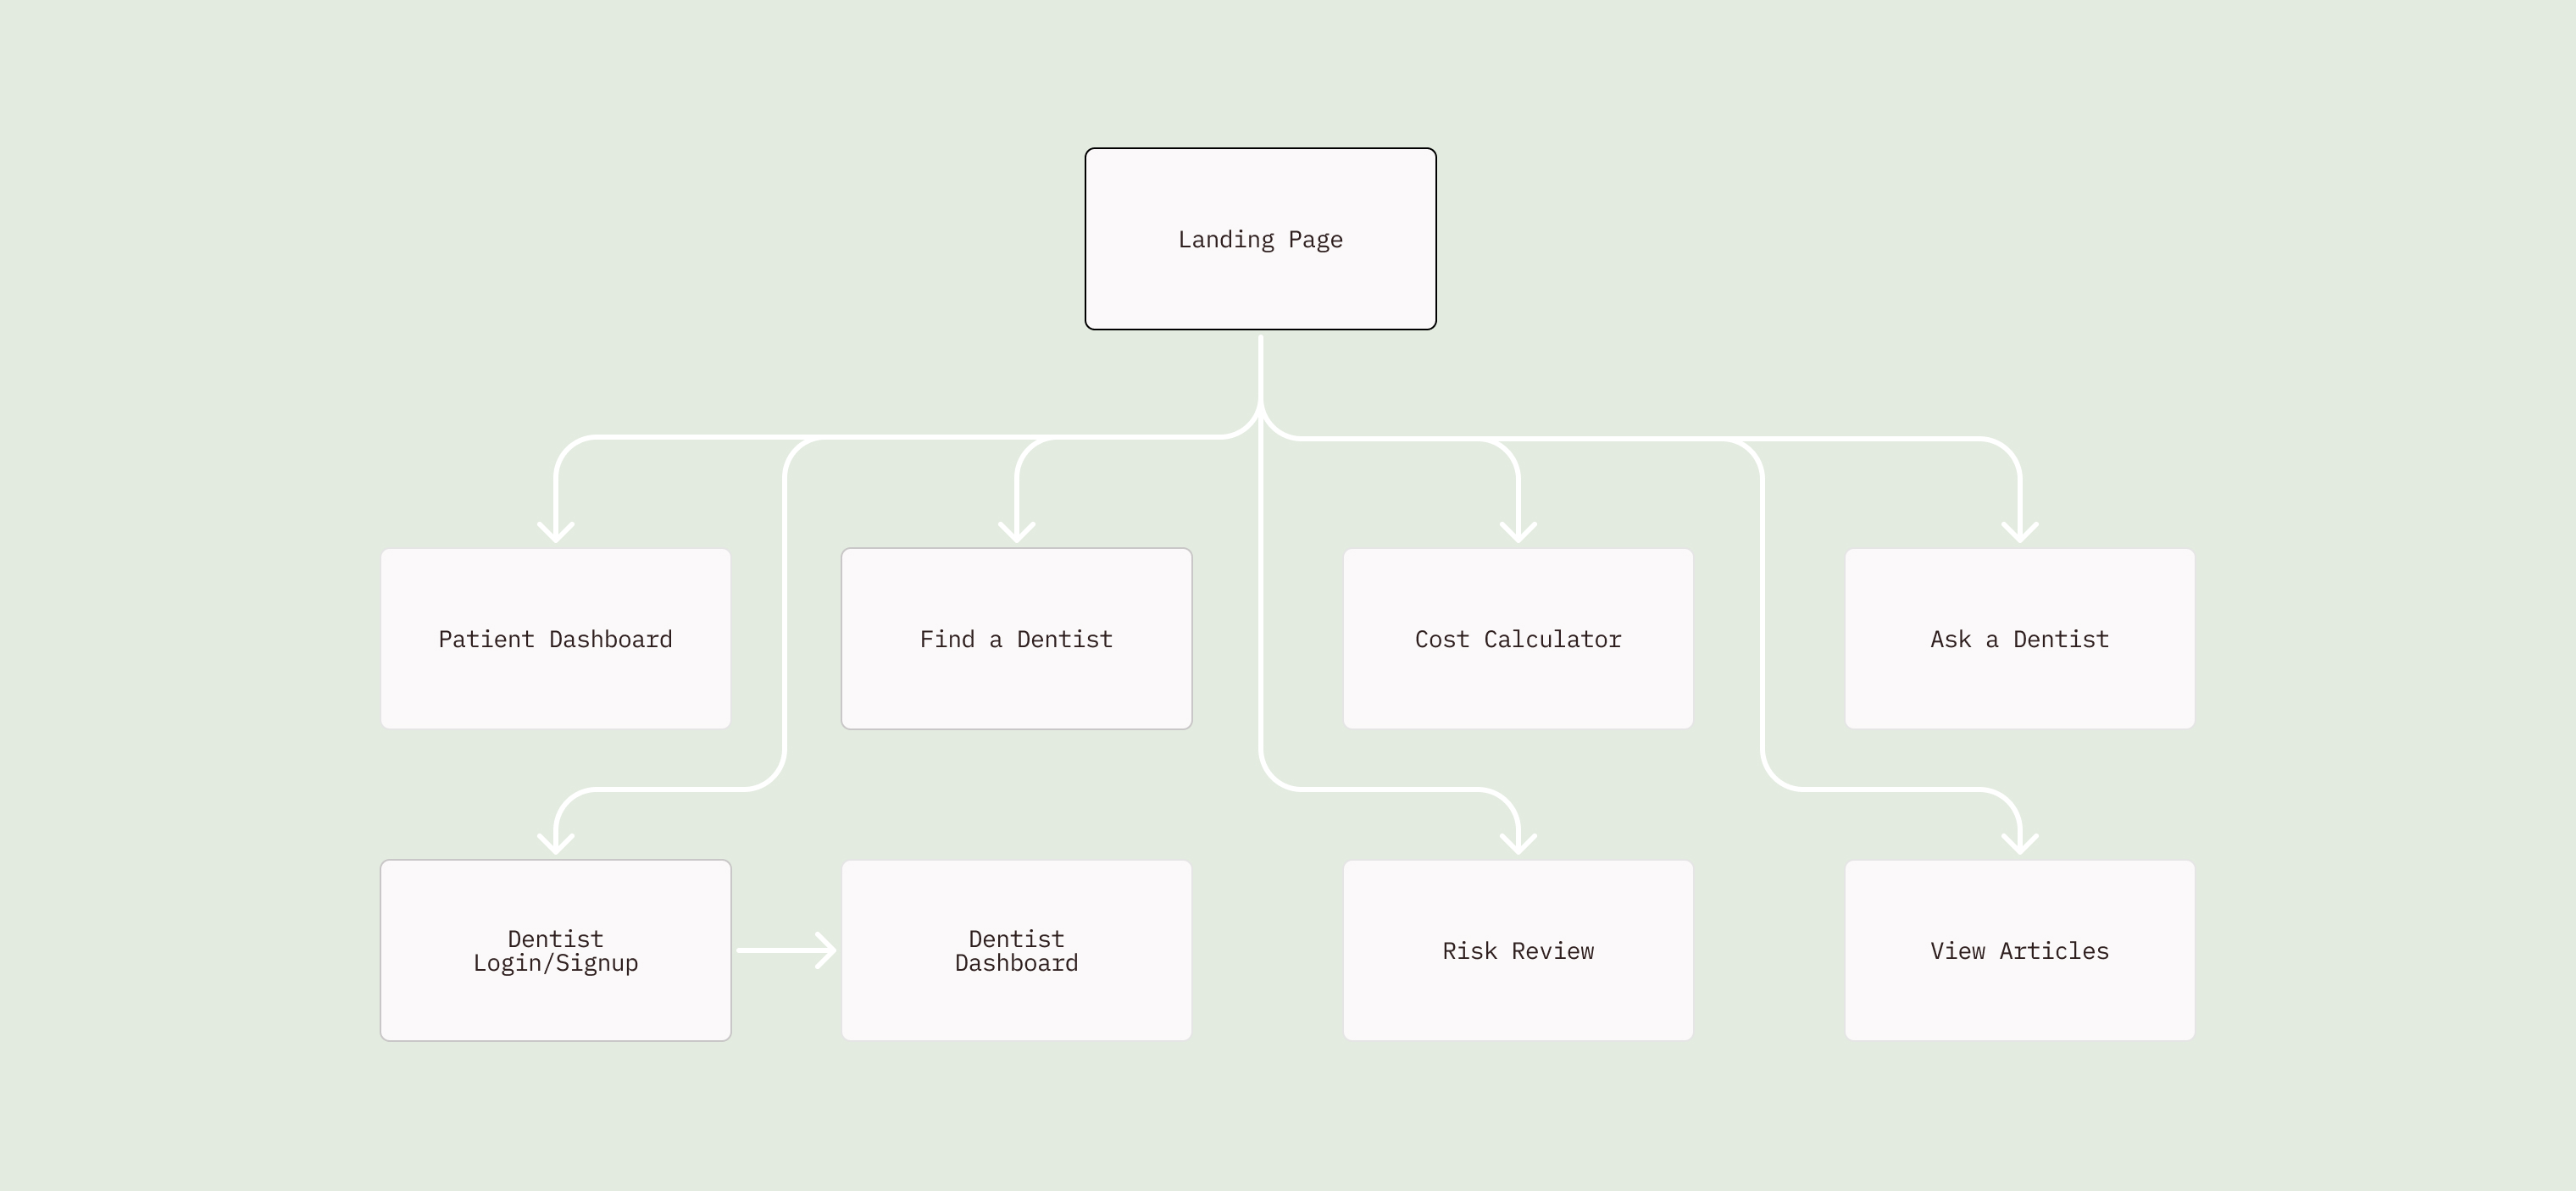 Landing Page
Patient Dashboard
Find a Dentist
Cost Calculator
Ask a Dentist
Dentist
Login/Signup
Dentist
Dashboard
Risk Review
View Articles